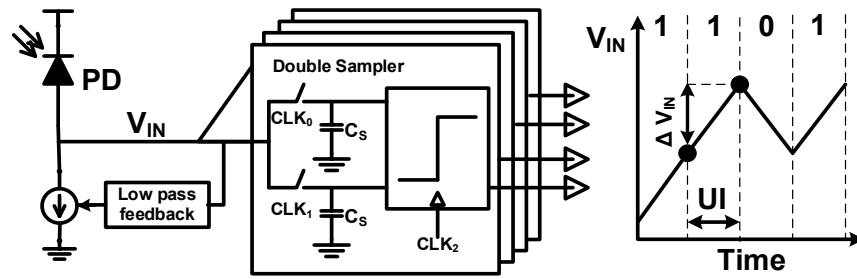 PD
V_IN
Low pass
feedback
Double Sampler
CLK_0
C_S
CLK_1
C_S
CLK_2
V_IN
1 1 0 1
Δ V_IN
UI
Time